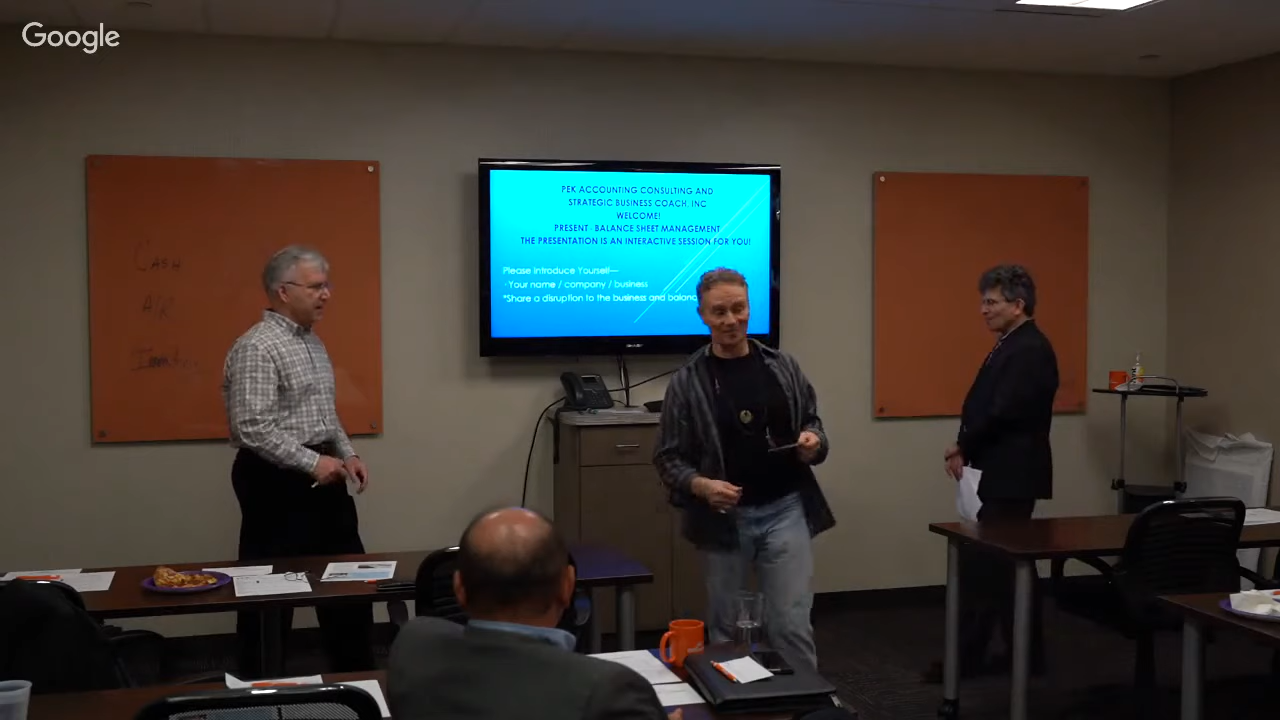 Google
PEK ACCOUNTING CONSULTING AND
STRATEGIC BUSINESS COACH, INC
WELCOME!
PRESENT - BALANCE SHEET MANAGEMENT
THE PRESENTATION IS AN INTERACTIVE SESSION FOR YOU!
Please Introduce Yourself—
Your name / company / business
*Share a disruption to the business and balan
CASH
A/R